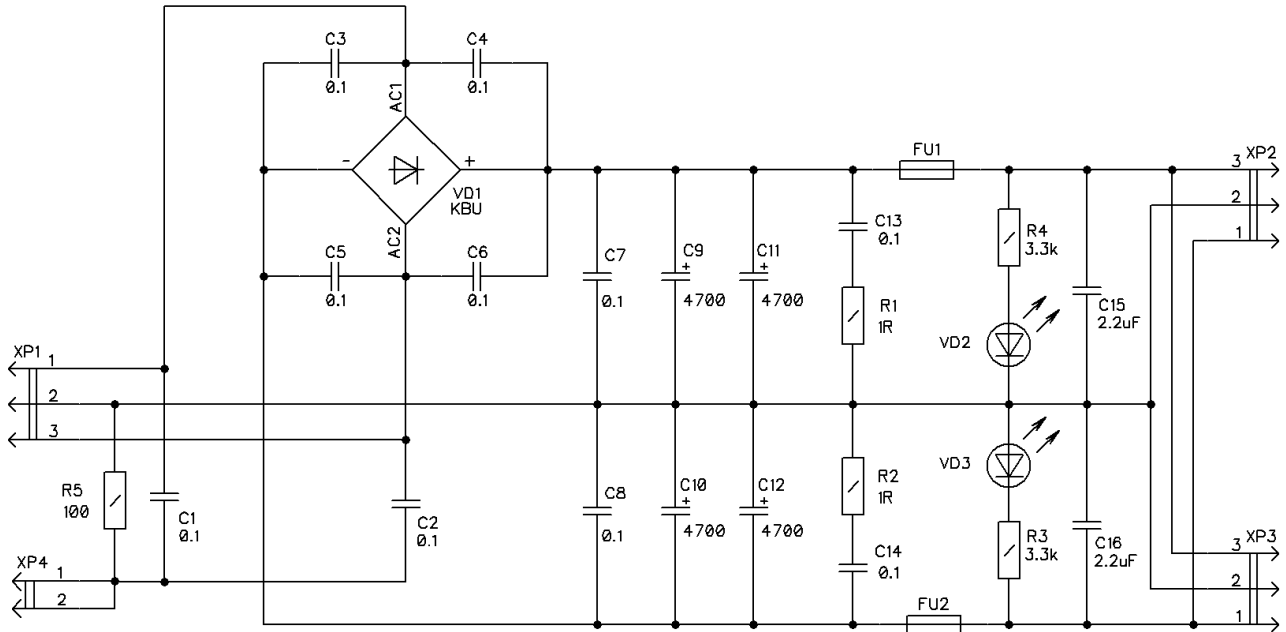 C3
0.1
C4
0.1
AC1
-
+
VD1
KBU
AC2
C5
0.1
C6
0.1
FU1
XP2
3
2
1
C7
0.1
C9
+
4700
C11
+
4700
C13
0.1
R1
1R
R4
3.3k
VD2
C15
2.2uF
XP1
1
2
3
R5
100
C1
0.1
C2
0.1
XP4
1
2
C8
0.1
C10
+
4700
C12
+
4700
R2
1R
C14
0.1
VD3
R3
3.3k
C16
2.2uF
FU2
XP3
3
2
1